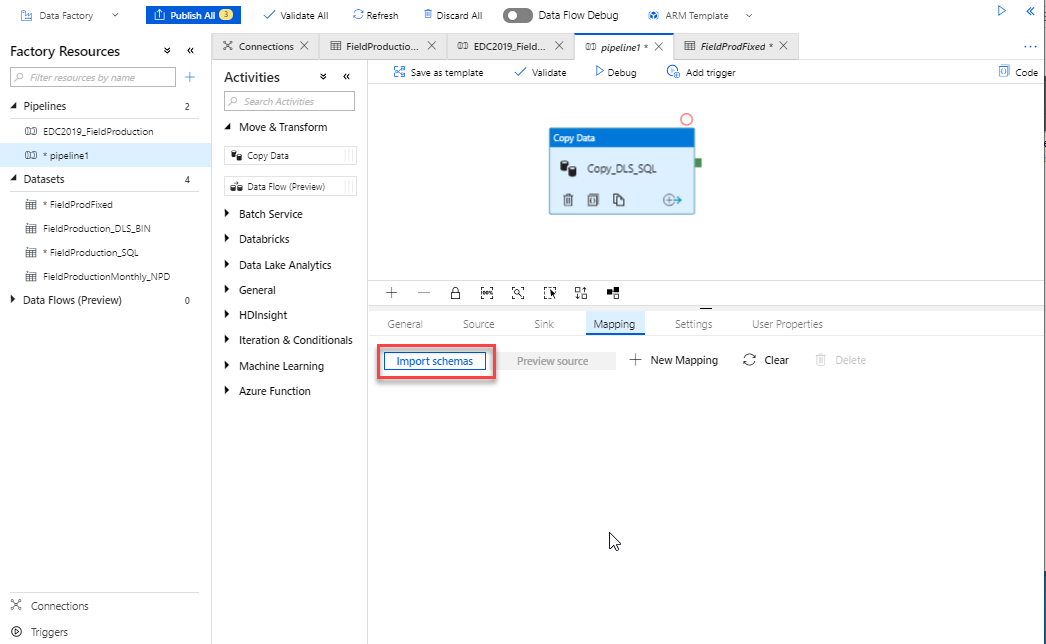 Data Factory
Publish All 3
Validate All
Refresh
Discard All
Data Flow Debug
ARM Template
Factory Resources
Filter resources by name
Pipelines 2
EDC2019_FieldProduction
* pipeline1
Datasets 4
* FieldProdFixed
FieldProduction_DLS_BIN
* FieldProduction_SQL
FieldProductionMonthly_NPD
Data Flows (Preview) 0
Connections
Triggers
Connections
FieldProductio...
EDC2019_Field...
pipeline1 *
FieldProdFixed *
Activities
Search Activities
Move & Transform
Copy Data
Data Flow (Preview)
Batch Service
Databricks
Data Lake Analytics
General
HDInsight
Iteration & Conditionals
Machine Learning
Azure Function
Save as template
Validate
Debug
Add trigger
Code
Copy Data
Copy_DLS_SQL
General
Source
Sink
Mapping
Settings
User Properties
Import schemas
Preview source
New Mapping
Clear
Delete